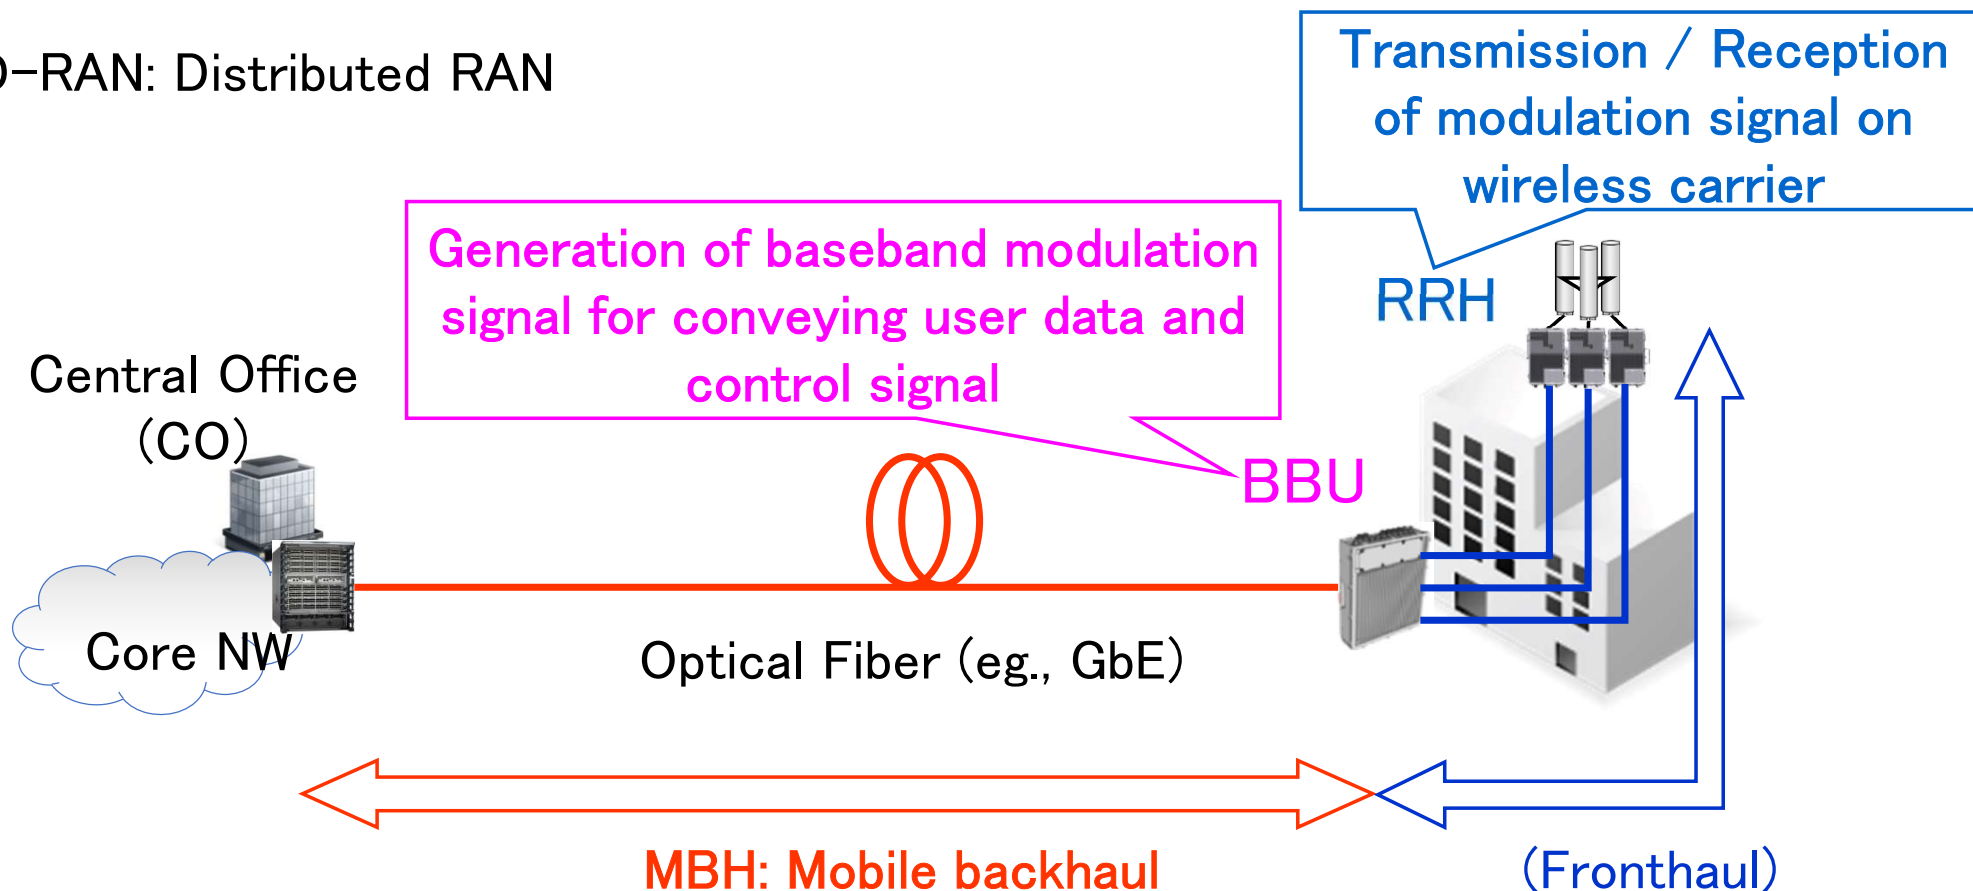 D-RAN: Distributed RAN
Transmission / Reception
of modulation signal on
wireless carrier
Generation of baseband modulation
signal for conveying user data and
control signal
RRH
Central Office
(CO)
BBU
Core NW
Optical Fiber (eg., GbE)
MBH: Mobile backhaul
(Fronthaul)